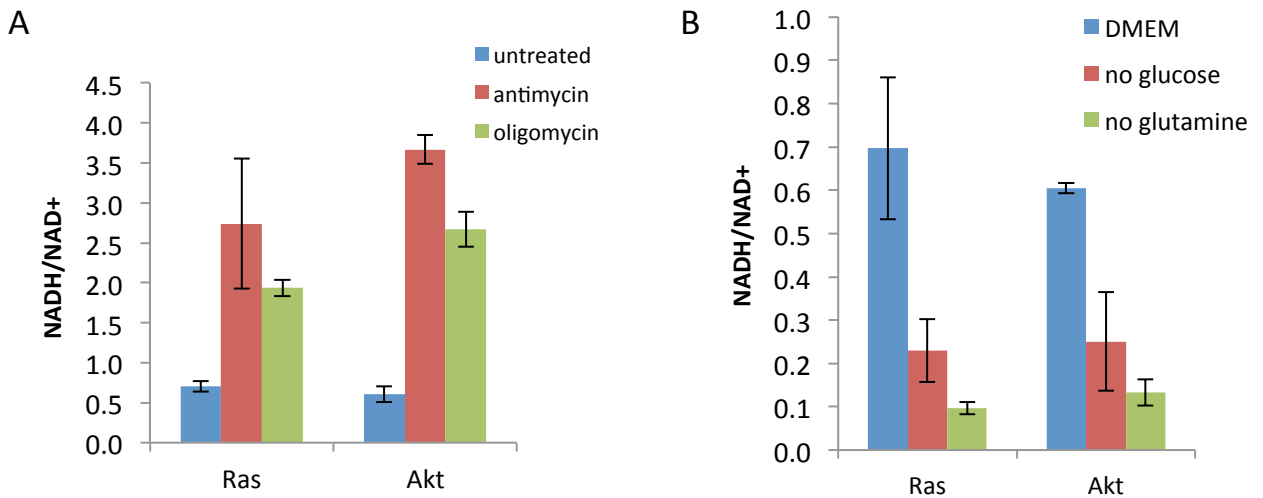 A
untreated
antimycin
oligomycin
NADH/NAD+
4.5
4.0
3.5
3.0
2.5
2.0
1.5
1.0
0.5
0.0
Ras
Akt
B
DMEM
no glucose
no glutamine
NADH/NAD+
1.0
0.9
0.8
0.7
0.6
0.5
0.4
0.3
0.2
0.1
0.0
Ras
Akt